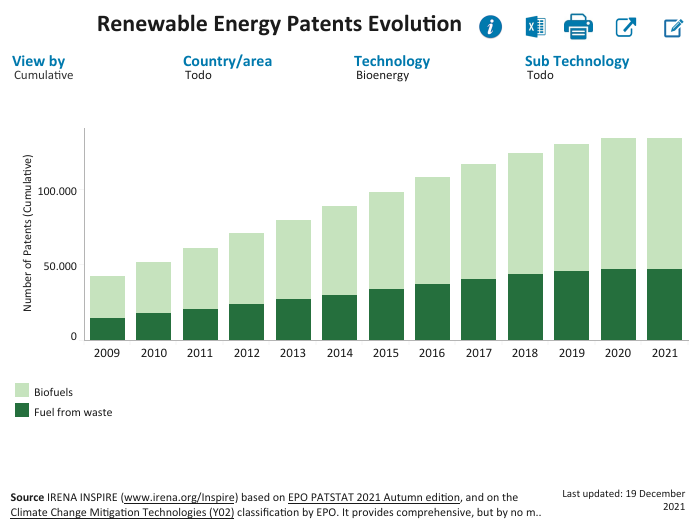 Renewable Energy Patents Evolution
View by Country/area Technology Sub Technology
Cumulative Todo Bioenergy Todo
Number of Patents (Cumulative)
100.000
50.000
0
2009 2010 2011 2012 2013 2014 2015 2016 2017 2018 2019 2020 2021
Biofuels
Fuel from waste
Source IRENA INSPIRE (www.irena.org/Inspire) based on EPO PATSTAT 2021 Autumn edition, and on the
Climate Change Mitigation Technologies (Y02) classification by EPO. It provides comprehensive, but by no m..
Last updated: 19 December
2021